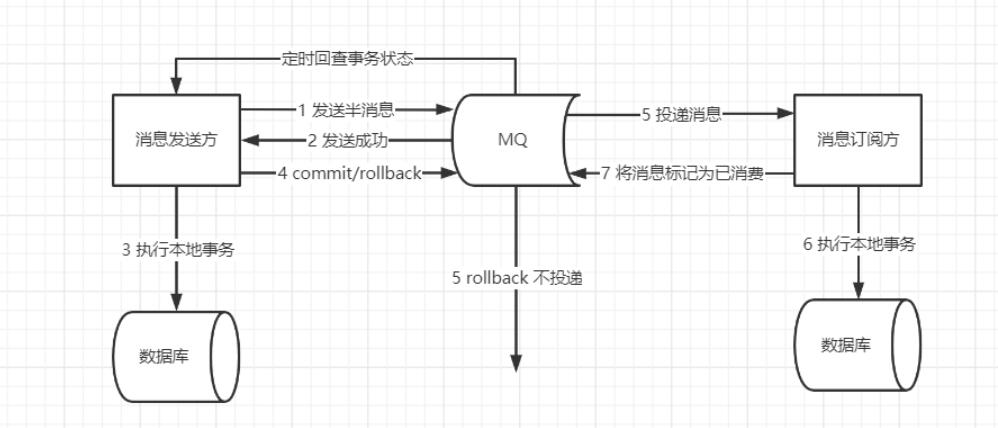 定时回查事务状态
1 发送半消息
5 投递消息
消息发送方
2 发送成功
MQ
消息订阅方
4 commit/rollback
7 将消息标记为已消费
3 执行本地事务
6 执行本地事务
5 rollback 不投递
数据库
数据库